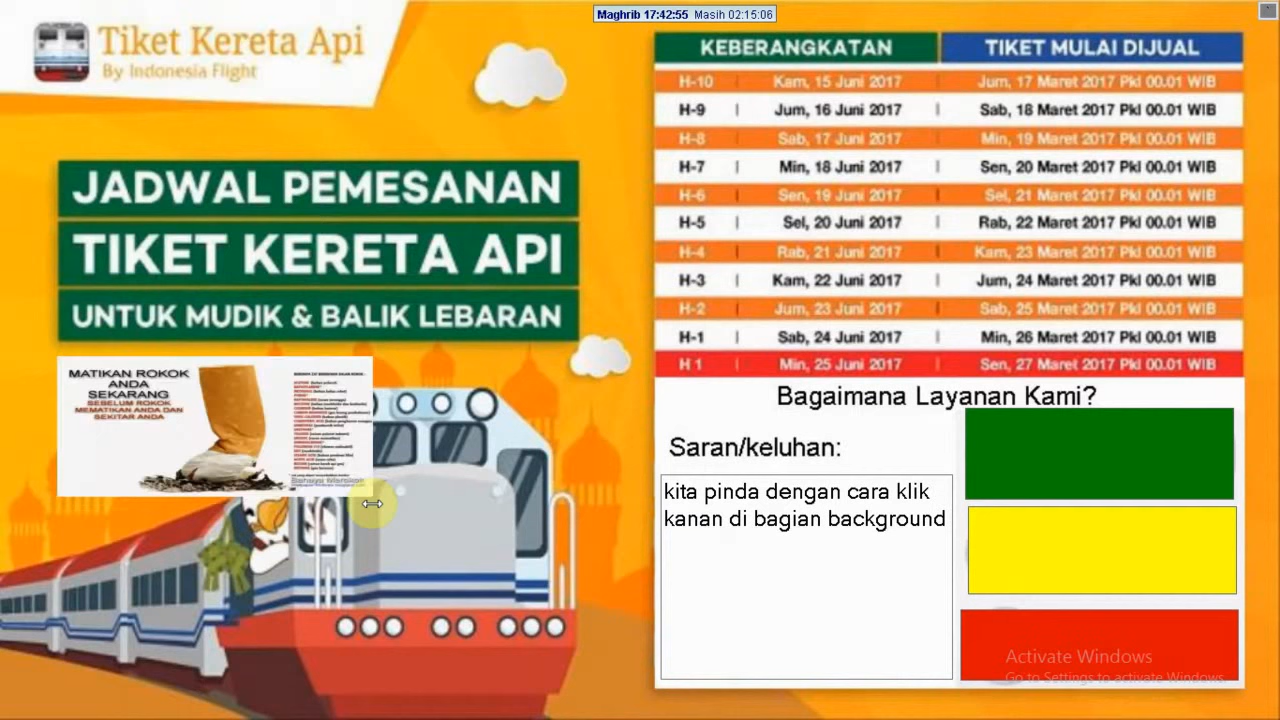 Maghrib 17:42:55 Masih 02:15:06
Tiket Kereta Api
By Indonesia Flight
JADWAL PEMESANAN
TIKET KERETA API
UNTUK MUDIK & BALIK LEBARAN
MATIKAN ROKOK
ANDA
SEKARANG
SEBELUM ROKOK
MEMATIKAN ANDA DAN
SEKITAR ANDA
KEBERANGKATAN TIKET MULAI DIJUAL
H-10 | Kam, 15 Juni 2017 | Jum, 17 Maret 2017 Pkl 00.01 WIB
H-9 | Jum, 16 Juni 2017 | Sab, 18 Maret 2017 Pkl 00.01 WIB
H-8 | Sab, 17 Juni 2017 | Min, 19 Maret 2017 Pkl 00.01 WIB
H-7 | Min, 18 Juni 2017 | Sen, 20 Maret 2017 Pkl 00.01 WIB
H-6 | Sen, 19 Juni 2017 | Sel, 21 Maret 2017 Pkl 00.01 WIB
H-5 | Sel, 20 Juni 2017 | Rab, 22 Maret 2017 Pkl 00.01 WIB
H-4 | Rab, 21 Juni 2017 | Kam, 23 Maret 2017 Pkl 00.01 WIB
H-3 | Kam, 22 Juni 2017 | Jum, 24 Maret 2017 Pkl 00.01 WIB
H-2 | Jum, 23 Juni 2017 | Sab, 25 Maret 2017 Pkl 00.01 WIB
H-1 | Sab, 24 Juni 2017 | Min, 26 Maret 2017 Pkl 00.01 WIB
H 1 | Min, 25 Juni 2017 | Sen, 27 Maret 2017 Pkl 00.01 WIB
Bagaimana Layanan Kami?
Saran/keluhan:
kita pinda dengan cara klik
kanan di bagian background
Activate Windows
Go to Settings to activate Windows.